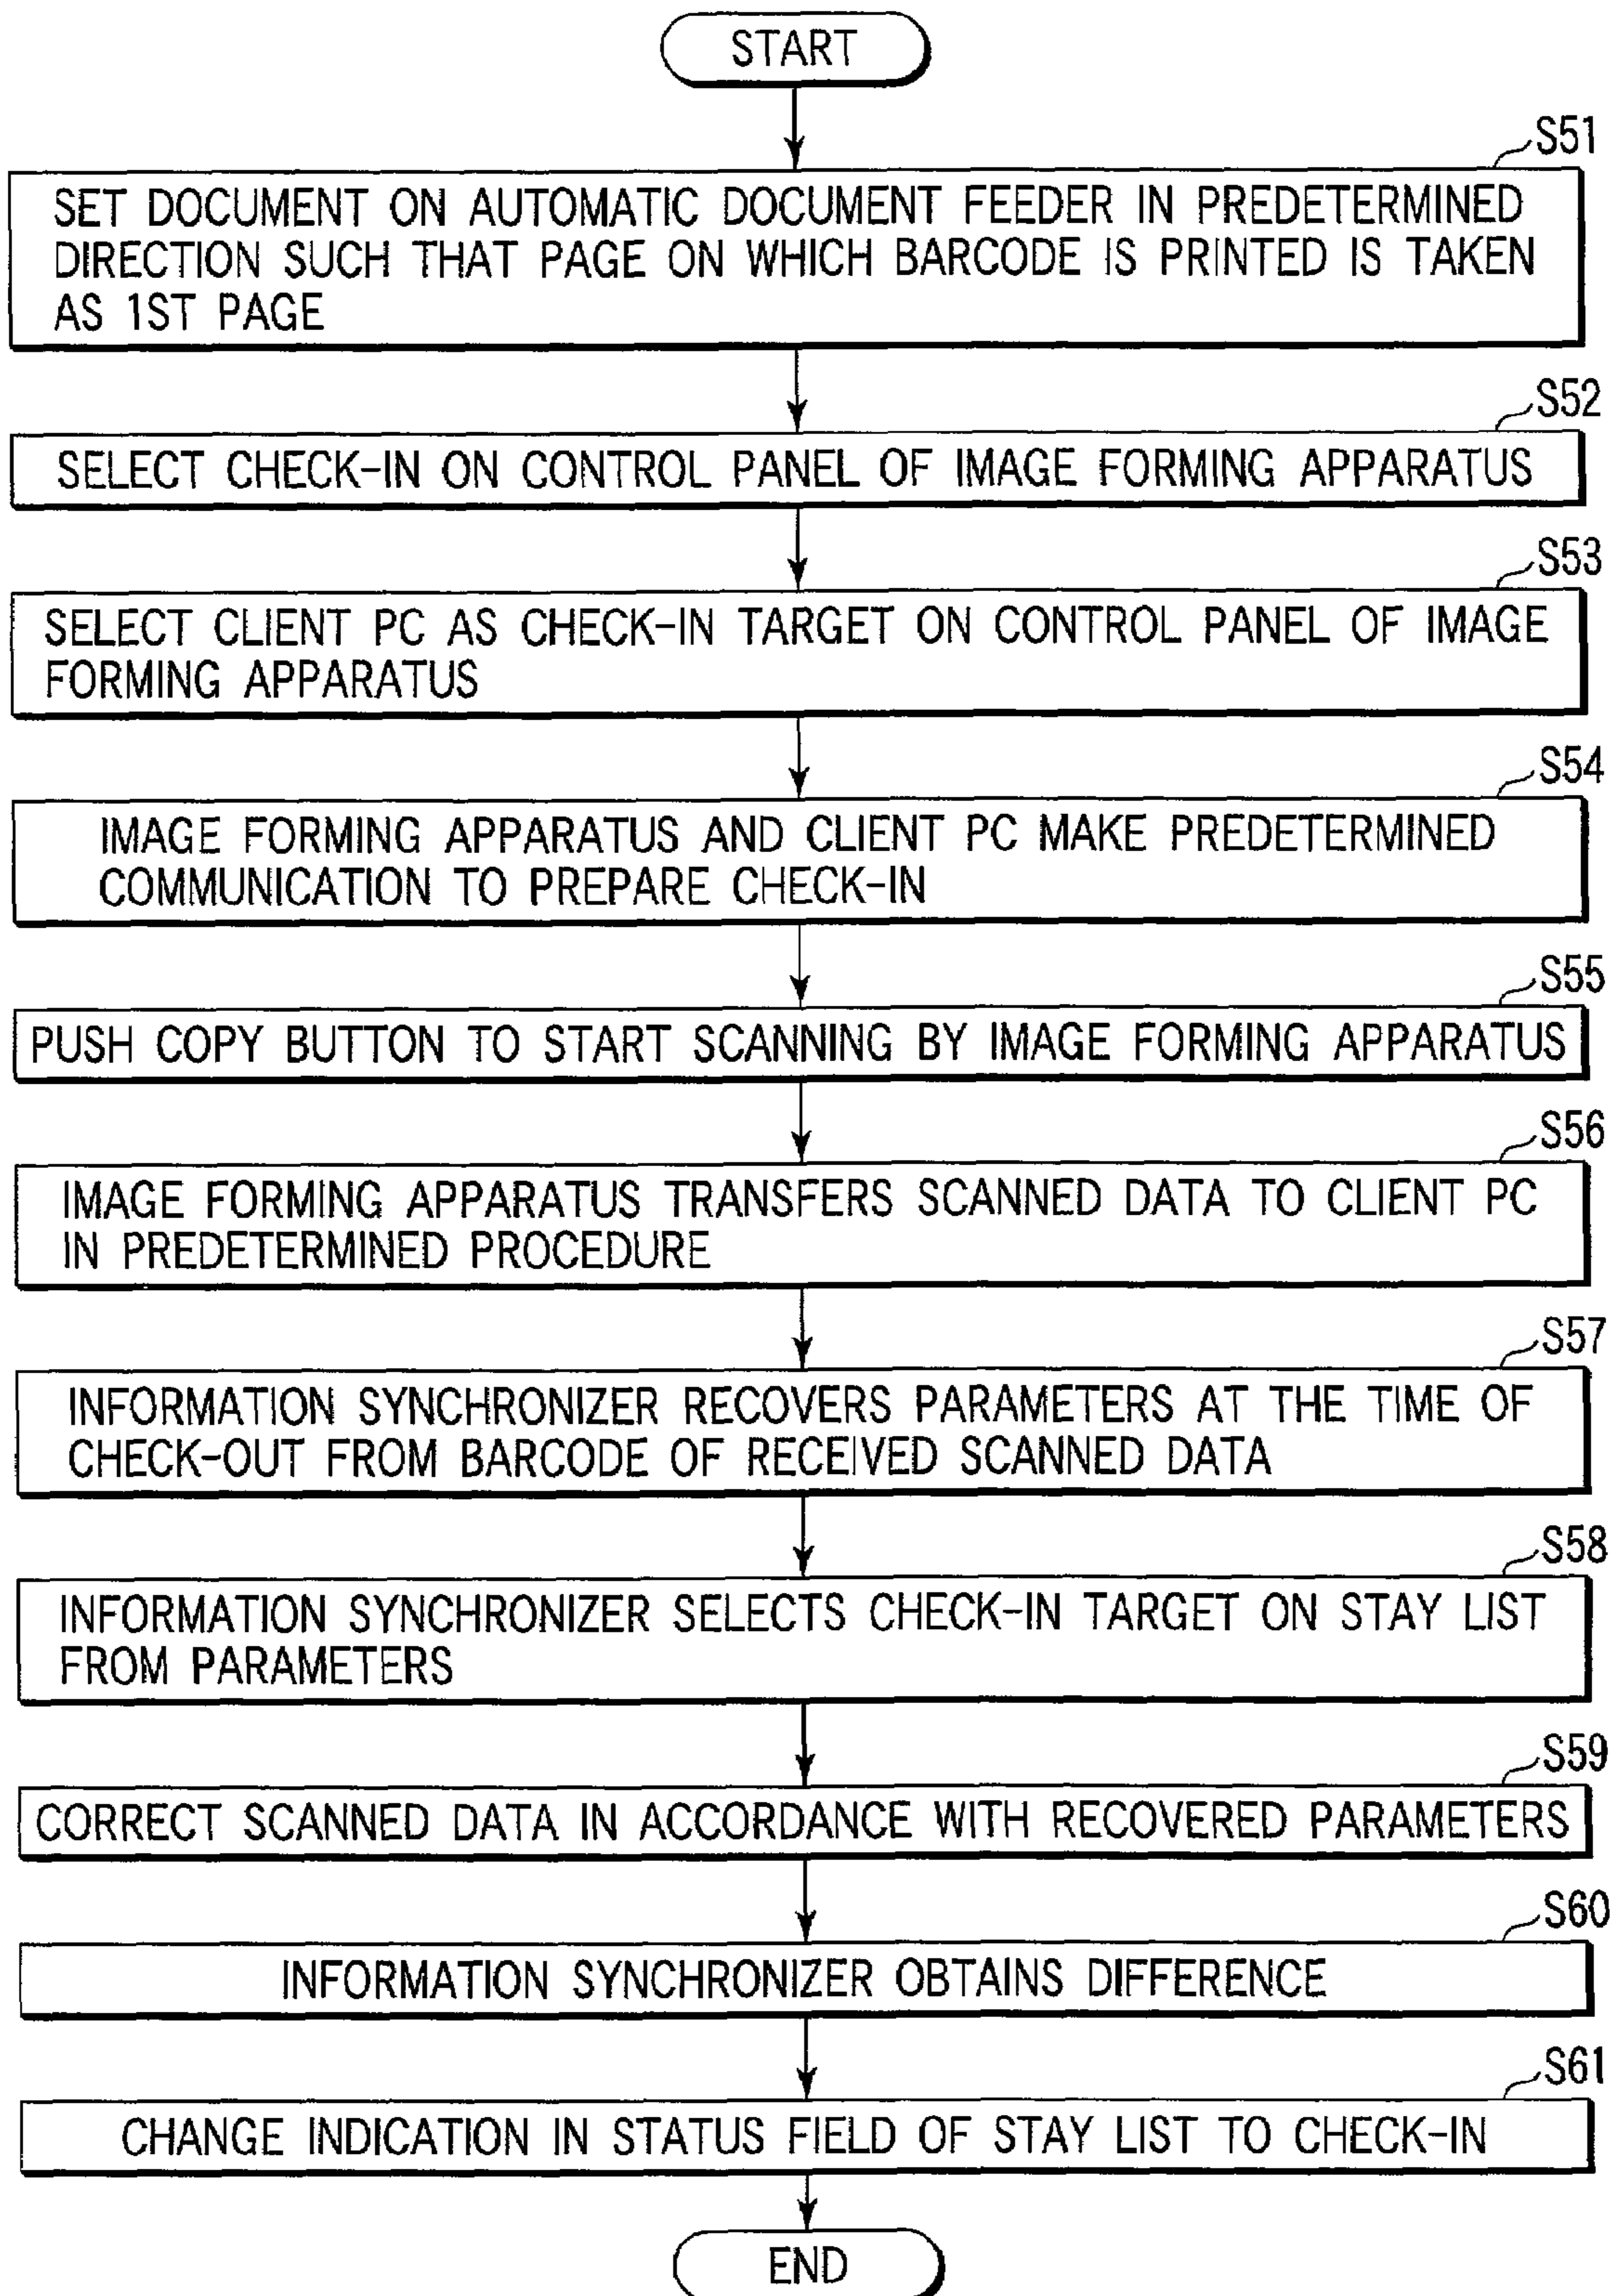 START
S51
SET DOCUMENT ON AUTOMATIC DOCUMENT FEEDER IN PREDETERMINED
DIRECTION SUCH THAT PAGE ON WHICH BARCODE IS PRINTED IS TAKEN
AS 1ST PAGE
S52
SELECT CHECK-IN ON CONTROL PANEL OF IMAGE FORMING APPARATUS
S53
SELECT CLIENT PC AS CHECK-IN TARGET ON CONTROL PANEL OF IMAGE
FORMING APPARATUS
S54
IMAGE FORMING APPARATUS AND CLIENT PC MAKE PREDETERMINED
COMMUNICATION TO PREPARE CHECK-IN
S55
PUSH COPY BUTTON TO START SCANNING BY IMAGE FORMING APPARATUS
S56
IMAGE FORMING APPARATUS TRANSFERS SCANNED DATA TO CLIENT PC
IN PREDETERMINED PROCEDURE
S57
INFORMATION SYNCHRONIZER RECOVERS PARAMETERS AT THE TIME OF
CHECK-OUT FROM BARCODE OF RECEIVED SCANNED DATA
S58
INFORMATION SYNCHRONIZER SELECTS CHECK-IN TARGET ON STAY LIST
FROM PARAMETERS
S59
CORRECT SCANNED DATA IN ACCORDANCE WITH RECOVERED PARAMETERS
S60
INFORMATION SYNCHRONIZER OBTAINS DIFFERENCE
S61
CHANGE INDICATION IN STATUS FIELD OF STAY LIST TO CHECK-IN
END